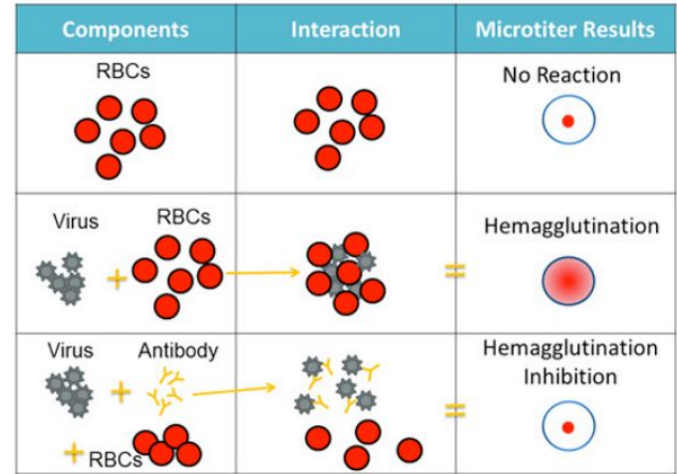 Components Interaction Microtiter Results
RBCs
No Reaction
Virus RBCs
+
=
Hemagglutination
Virus Antibody
+
+ RBCs
=
Hemagglutination
Inhibition